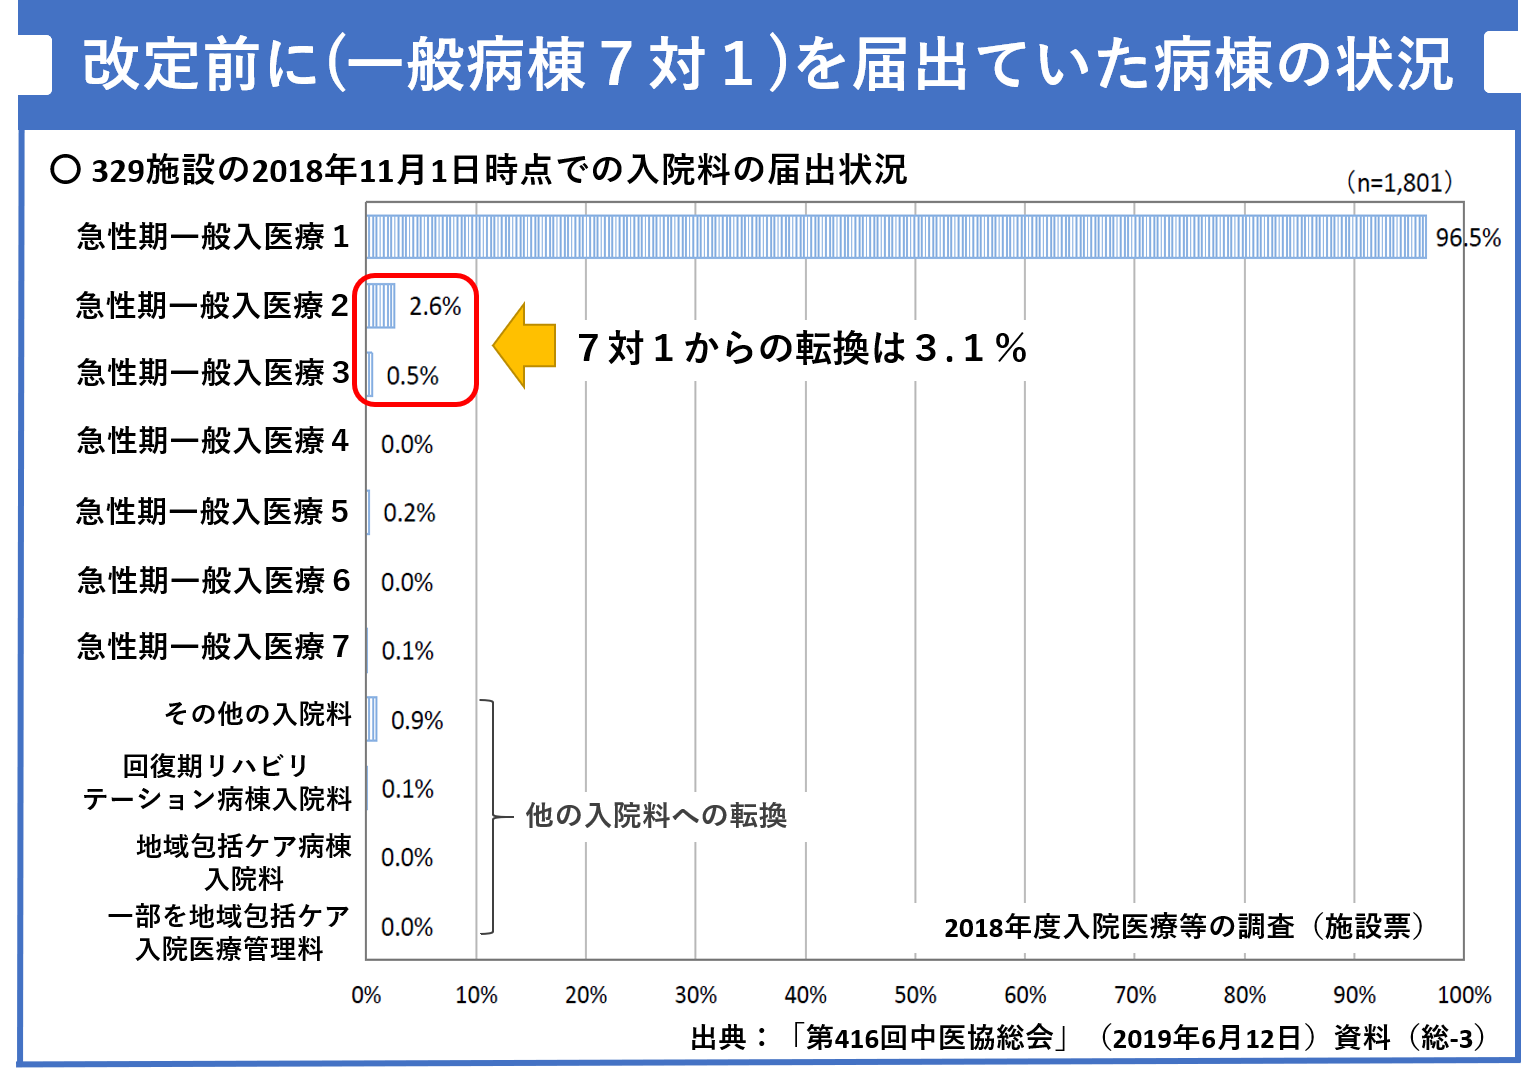 改定前に(一般病棟７対１)を届出ていた病棟の状況
〇 329施設の2018年11月1日時点での入院料の届出状況
（n=1,801）
急性期一般入医療１ 96.5%
急性期一般入医療２ 2.6%
急性期一般入医療３ 0.5%
７対１からの転換は３.１％
急性期一般入医療４ 0.0%
急性期一般入医療５ 0.2%
急性期一般入医療６ 0.0%
急性期一般入医療７ 0.1%
その他の入院料 0.9%
回復期リハビリ
テーション病棟入院料 0.1%
他の入院料への転換
地域包括ケア病棟
入院料 0.0%
一部を地域包括ケア
入院医療管理料 0.0%
2018年度入院医療等の調査（施設票）
0% 10% 20% 30% 40% 50% 60% 70% 80% 90% 100%
出典：「第416回中医協総会」（2019年6月12日）資料（総-3）